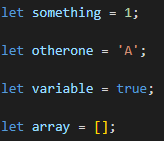 let something = 1;
let otherone = 'A';
let variable = true;
let array = [];